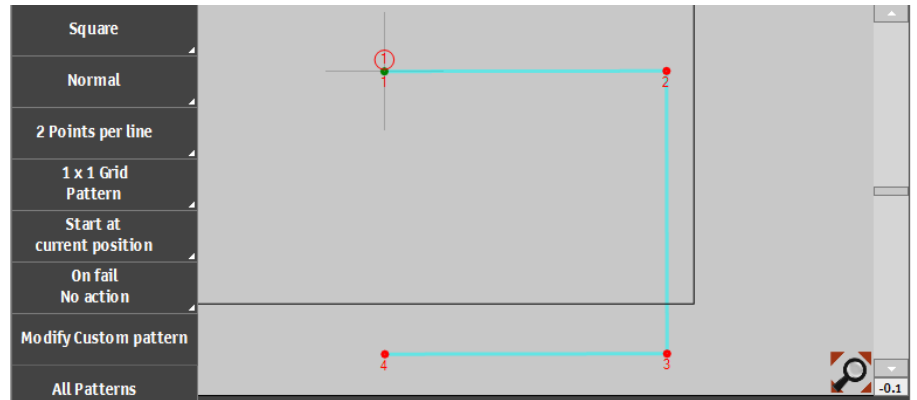 Square
Normal
2 Points per line
1 x 1 Grid
Pattern
Start at
current position
On fail
No action
Modify Custom pattern
All Patterns
1
1
2
4
3
-0.1